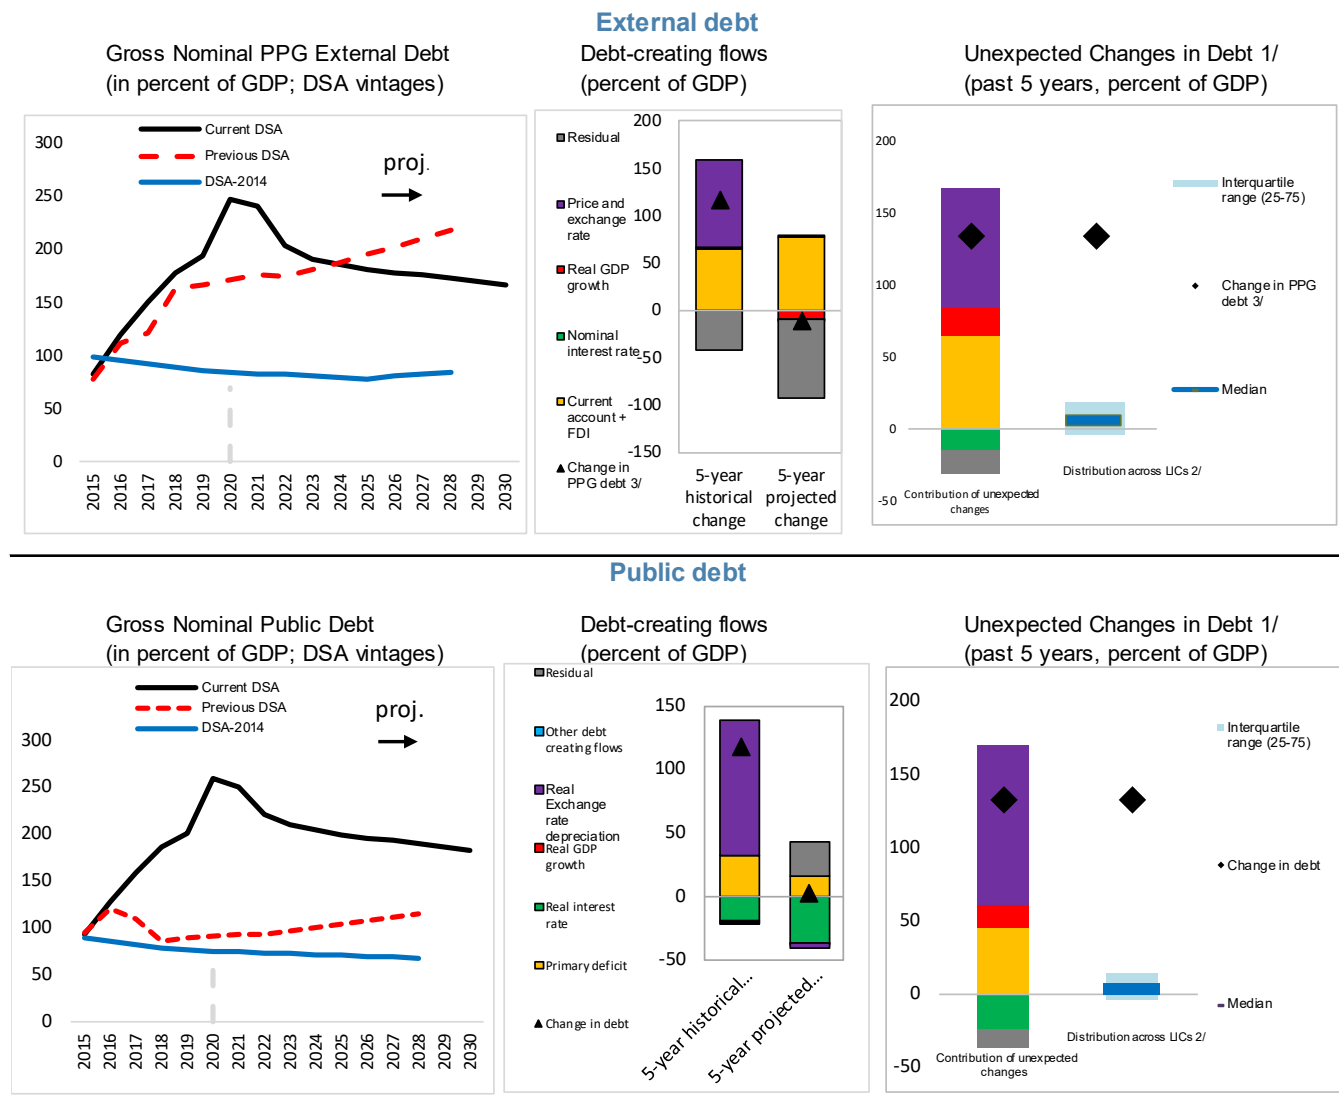 External debt
Gross Nominal PPG External Debt
(in percent of GDP; DSA vintages)
Debt-creating flows
(percent of GDP)
Unexpected Changes in Debt 1/
(past 5 years, percent of GDP)
Current DSA
Previous DSA
DSA-2014
proj.
300
250
200
150
100
50
0
2015
2016
2017
2018
2019
2020
2021
2022
2023
2024
2025
2026
2027
2028
2029
2030
Residual
Price and
exchange
rate
Real GDP
growth
Nominal
interest rate
Current
account +
FDI
Change in
PPG debt 3/
200
150
100
50
0
-50
-100
-150
5-year
historical
change
5-year
projected
change
200
150
100
50
0
-50
Contribution of unexpected
changes
Distribution across LICs 2/
Interquartile
range (25-75)
Change in PPG
debt 3/
Median
Public debt
Gross Nominal Public Debt
(in percent of GDP; DSA vintages)
Debt-creating flows
(percent of GDP)
Unexpected Changes in Debt 1/
(past 5 years, percent of GDP)
Current DSA
Previous DSA
DSA-2014
proj.
300
250
200
150
100
50
0
2015
2016
2017
2018
2019
2020
2021
2022
2023
2024
2025
2026
2027
2028
2029
2030
Residual
Other debt
creating flows
Real
Exchange
rate
depreciation
Real GDP
growth
Real interest
rate
Primary deficit
Change in debt
150
100
50
0
-50
5-year historical...
5-year projected...
200
150
100
50
0
-50
Contribution of unexpected
changes
Distribution across LICs 2/
Interquartile
range (25-75)
Change in debt
Median